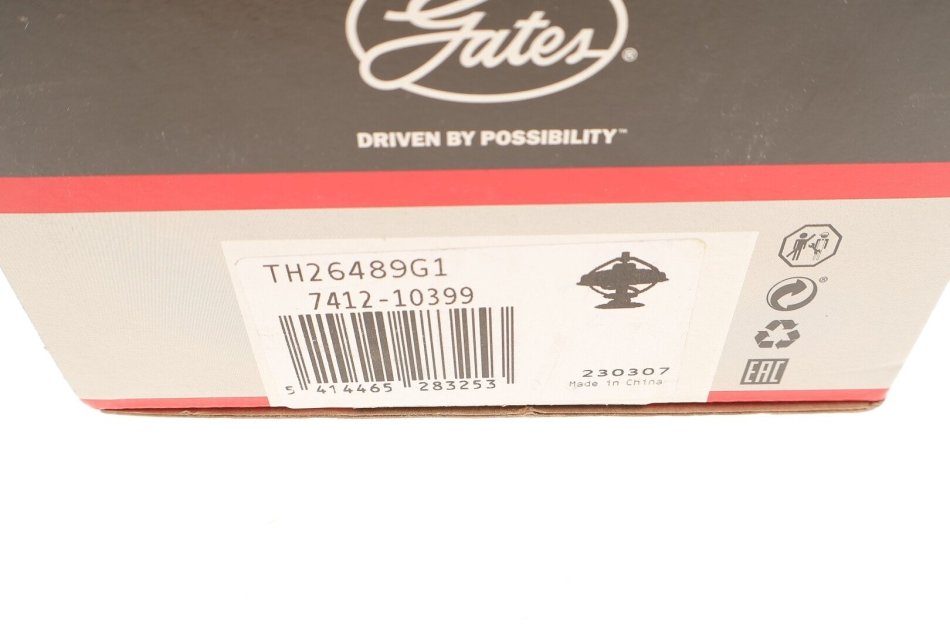 Gates®
DRIVEN BY POSSIBILITY™
TH26489G1
7412-10399
5 414465 283253
230307
Made in China
®
EAC